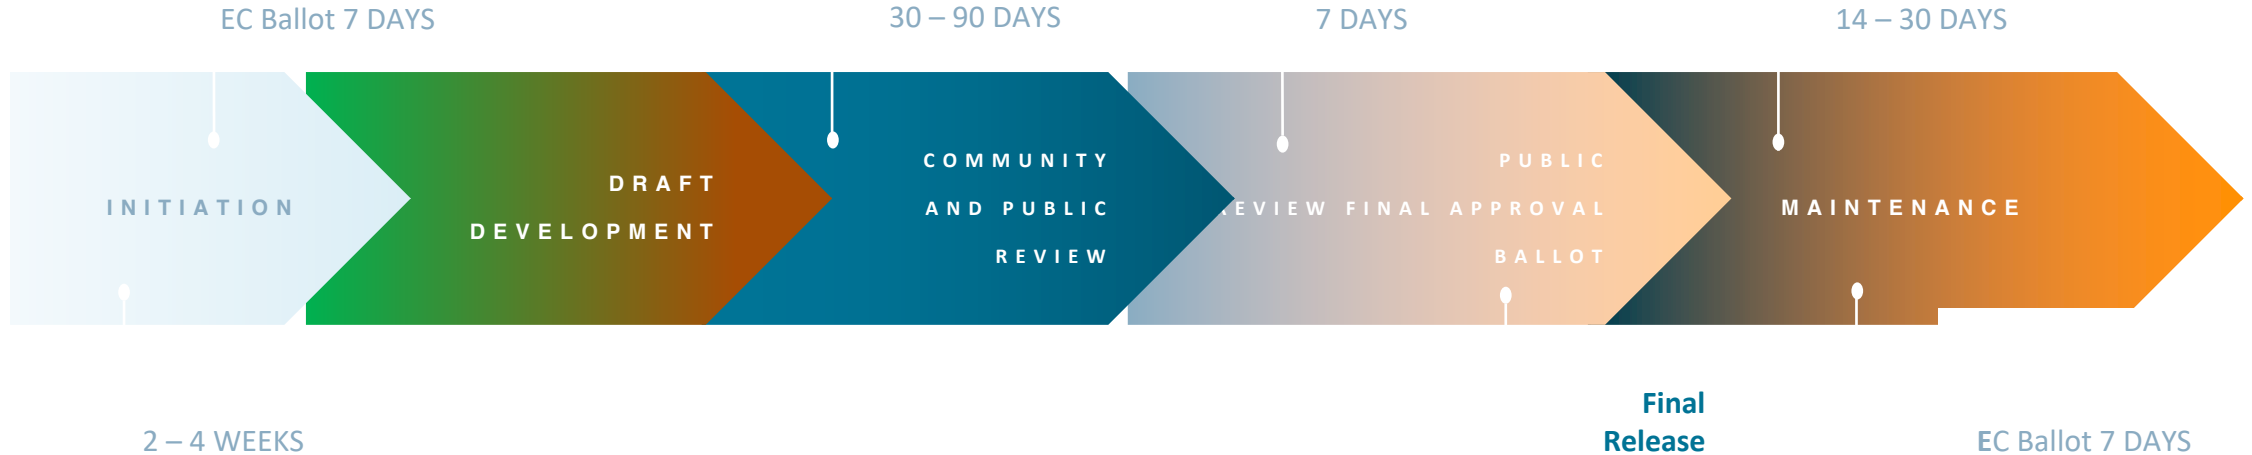 EC Ballot 7 DAYS
30 – 90 DAYS
7 DAYS
14 – 30 DAYS
INITIATION
DRAFT
DEVELOPMENT
COMMUNITY
AND PUBLIC
REVIEW
PUBLIC
REVIEW FINAL APPROVAL
BALLOT
MAINTENANCE
2 – 4 WEEKS
Final
Release
EC Ballot 7 DAYS